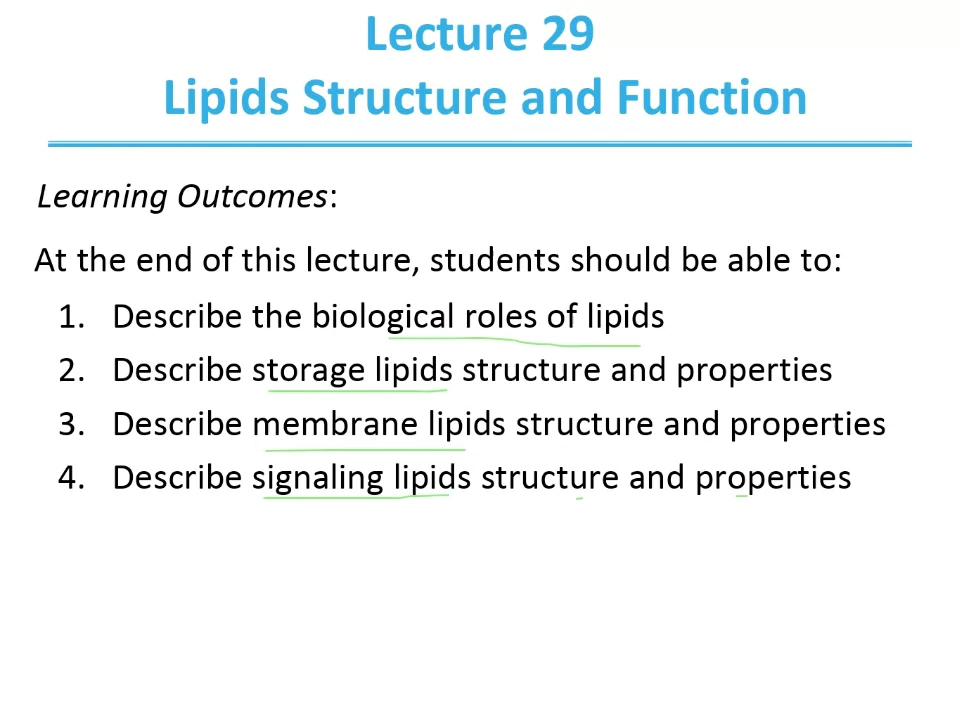 Lecture 29
Lipids Structure and Function
Learning Outcomes:
At the end of this lecture, students should be able to:
1. Describe the biological roles of lipids
2. Describe storage lipids structure and properties
3. Describe membrane lipids structure and properties
4. Describe signaling lipids structure and properties